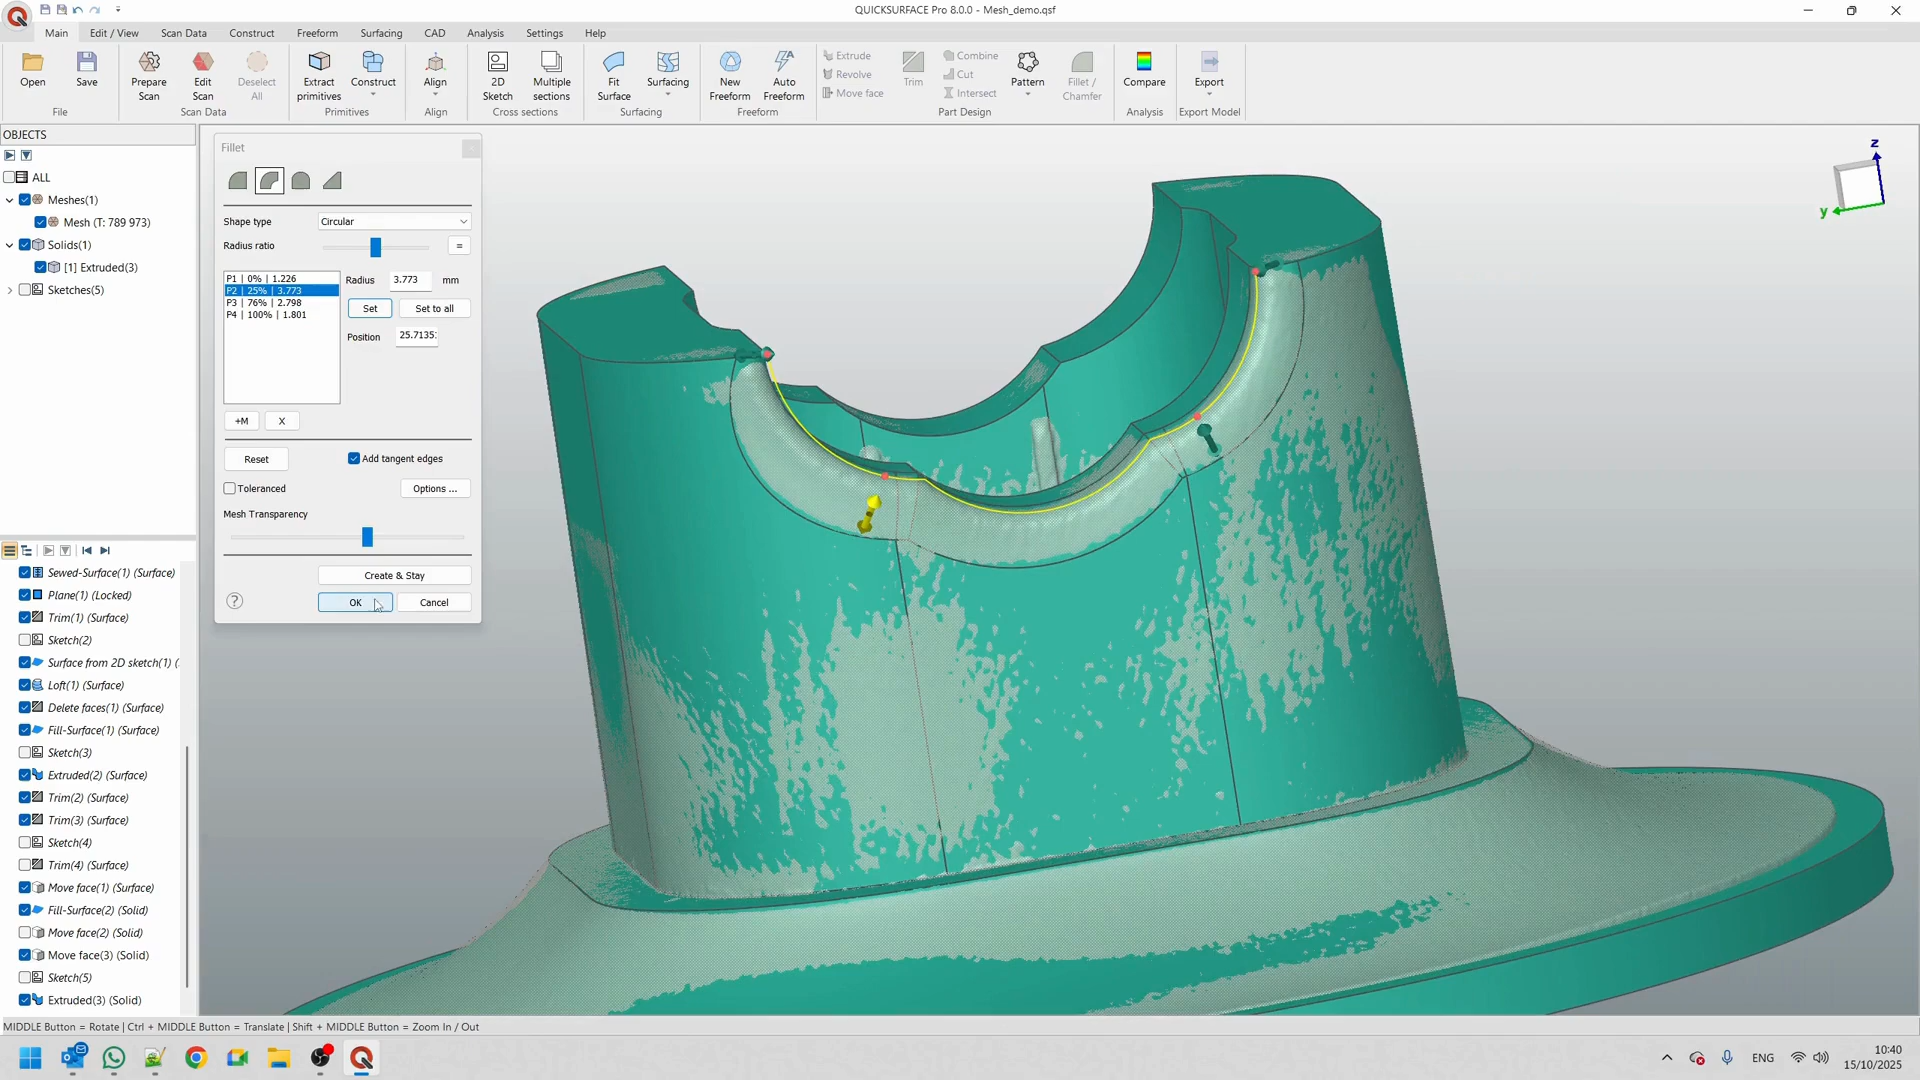 QUICKSURFACE Pro 8.0.0 - Mesh_demo.qsf
Main Edit / View Scan Data Construct Freeform Surfacing CAD Analysis Settings Help
Open
Save
File
Prepare Scan
Edit Scan
Deselect All
Scan Data
Extract primitives
Construct
Primitives
Align
Align
2D Sketch
Multiple sections
Cross sections
Fit Surface
Surfacing
Surfacing
New Freeform
Auto Freeform
Freeform
Extrude
Revolve
Move face
Trim
Combine
Cut
Intersect
Pattern
Fillet / Chamfer
Part Design
Compare
Analysis
Export
Export Model
OBJECTS
ALL
Meshes(1)
Mesh (T: 789 973)
Solids(1)
[1] Extruded(3)
Sketches(5)
Sewed-Surface(1) (Surface)
Plane(1) (Locked)
Trim(1) (Surface)
Sketch(2)
Surface from 2D sketch(1) (
Loft(1) (Surface)
Delete faces(1) (Surface)
Fill-Surface(1) (Surface)
Sketch(3)
Extruded(2) (Surface)
Trim(2) (Surface)
Trim(3) (Surface)
Sketch(4)
Trim(4) (Surface)
Move face(1) (Surface)
Fill-Surface(2) (Solid)
Move face(2) (Solid)
Move face(3) (Solid)
Sketch(5)
Extruded(3) (Solid)
Fillet
Shape type Circular
Radius ratio =
P1 | 0% | 1.226
P2 | 25% | 3.773
P3 | 76% | 2.798
P4 | 100% | 1.801
Radius 3.773 mm
Set Set to all
Position 25.7135:
+M X
Reset Add tangent edges
Toleranced Options ...
Mesh Transparency
Create & Stay
? OK Cancel
z
y
MIDDLE Button = Rotate | Ctrl + MIDDLE Button = Translate | Shift + MIDDLE Button = Zoom In / Out
ENG
10:40
15/10/2025